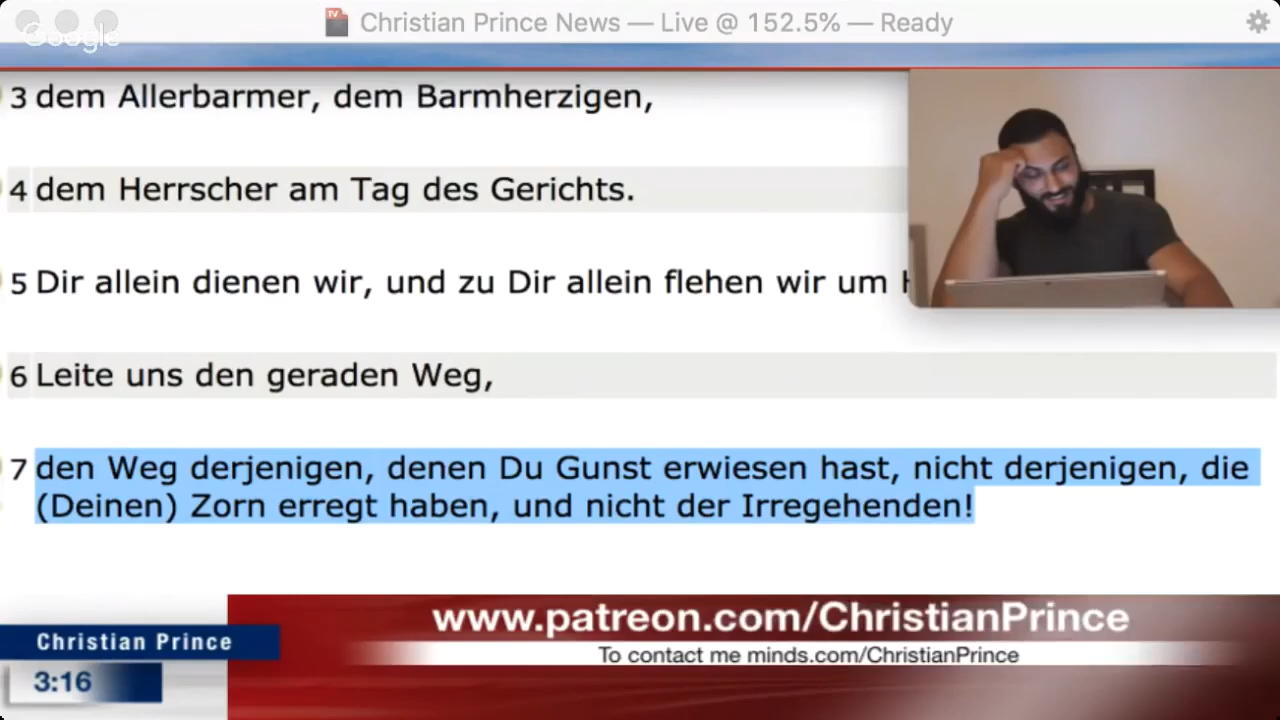 Christian Prince News — Live @ 152.5% — Ready
Google
3 dem Allerbarmer, dem Barmherzigen,
4 dem Herrscher am Tag des Gerichts.
5 Dir allein dienen wir, und zu Dir allein flehen wir um
6 Leite uns den geraden Weg,
7 den Weg derjenigen, denen Du Gunst erwiesen hast, nicht derjenigen, die
(Deinen) Zorn erregt haben, und nicht der Irregehenden!
www.patreon.com/ChristianPrince
Christian Prince
To contact me minds.com/ChristianPrince
3:16